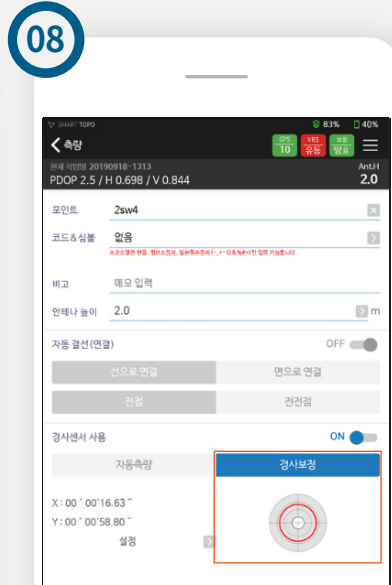 08
SMART TOPO 83% 40%
측량 GPS 10 VRS 유동 보정 양호
현재 작업명 20190918-1313 Ant.H
PDOP 2.5 / H 0.698 / V 0.844 2.0
포인트 2sw4
코드&심볼 없음
비고 메모 입력
안테나 높이 2.0 m
자동 결선(연결) OFF
선으로 연결 면으로 연결
전점 전전점
경사센서 사용 ON
자동측량 경사보정
X : 00 ° 00'16.63 ˝
Y : 00 ° 00'58.80 ˝
설정